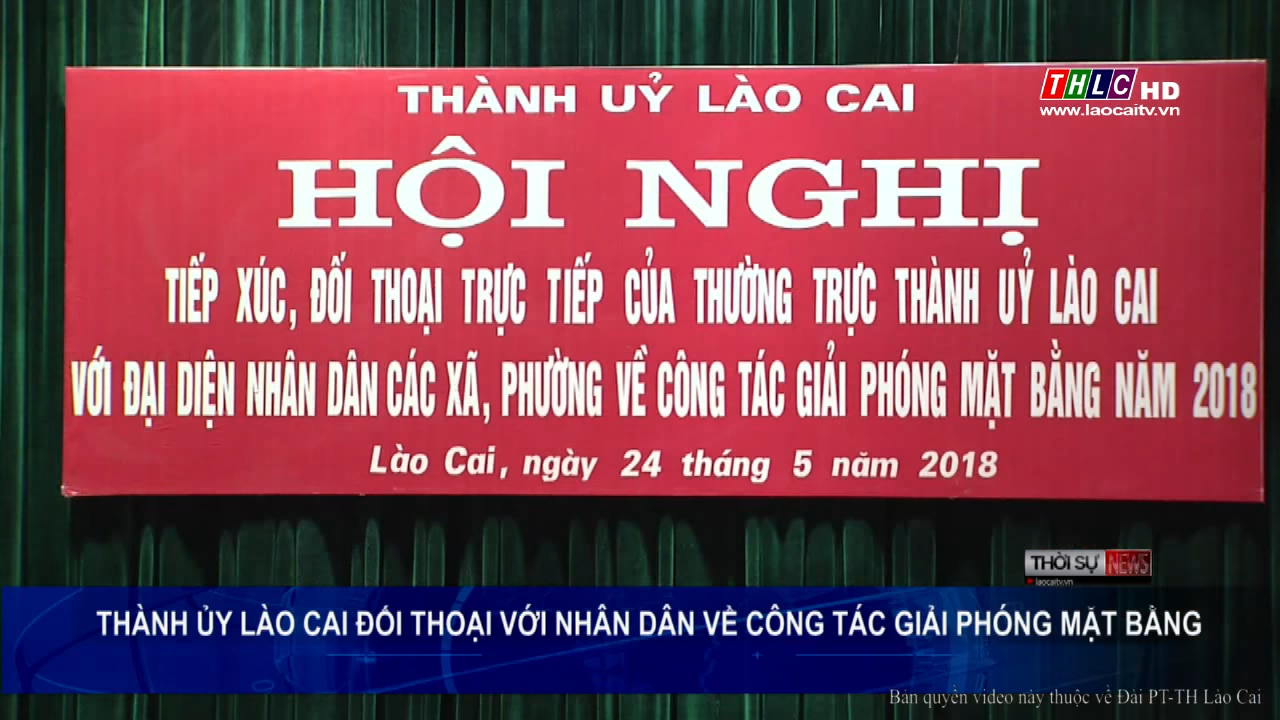 THÀNH UỶ LÀO CAI
THLC HD
www.laocaitv.vn
HỘI NGHỊ
TIẾP XÚC, ĐỐI THOẠI TRỰC TIẾP CỦA THƯỜNG TRỰC THÀNH UỶ LÀO CAI
VỚI ĐẠI DIỆN NHÂN DÂN CÁC XÃ, PHƯỜNG VỀ CÔNG TÁC GIẢI PHÓNG MẶT BẰNG NĂM 2018
Lào Cai, ngày 24 tháng 5 năm 2018
THỜI SỰ NEWS
laocaitv.vn
THÀNH ỦY LÀO CAI ĐỐI THOẠI VỚI NHÂN DÂN VỀ CÔNG TÁC GIẢI PHÓNG MẶT BẰNG
Bản quyền video này thuộc về Đài PT-TH Lào Cai